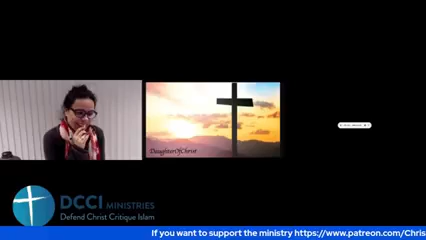 DaughterOfChrist
DCCI MINISTRIES
Defend Christ Critique Islam
If you want to support the ministry https://www.patreon.com/Chris